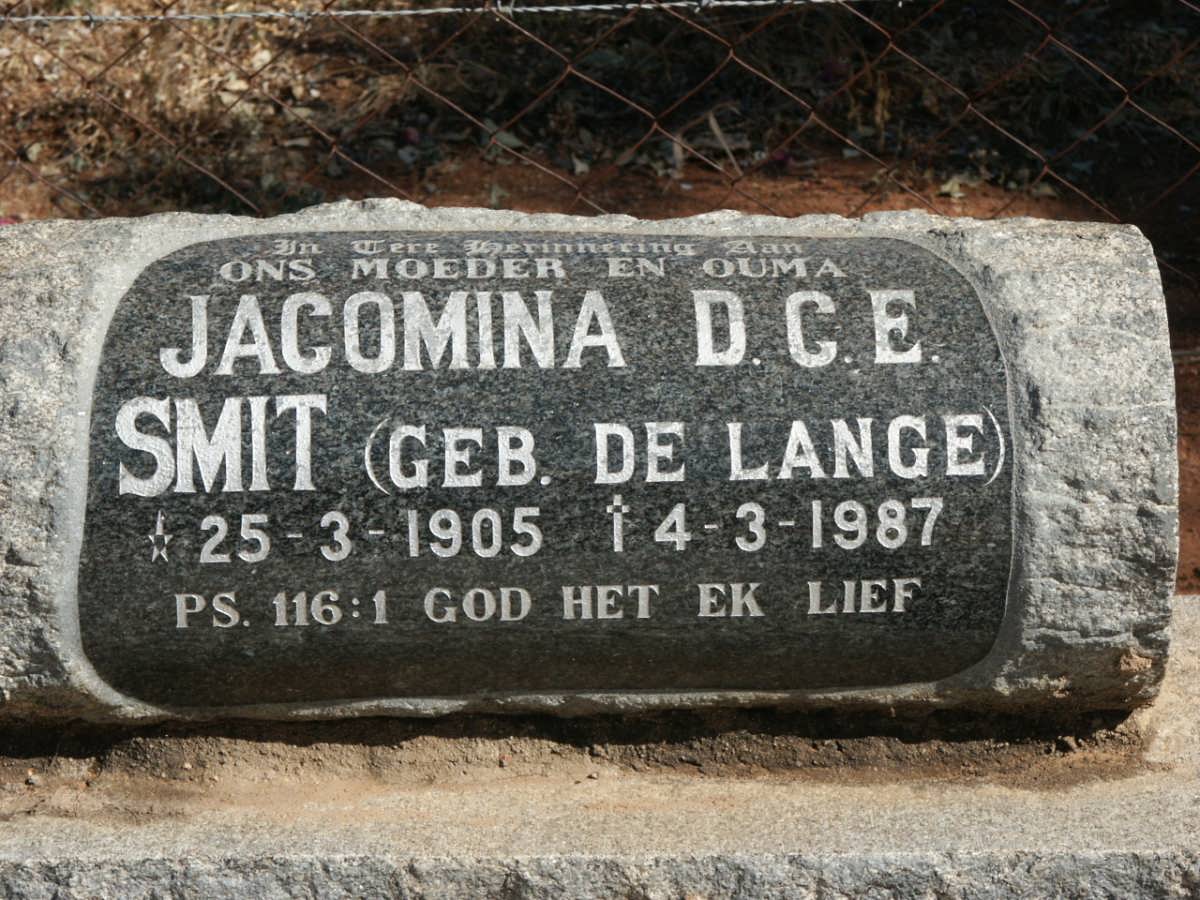 In Tere Herinnering Aan
ONS MOEDER EN OUMA
JACOMINA D.C.E.
SMIT (GEB. DE LANGE)
25-3-1905 4-3-1987
PS. 116:1 GOD HET EK LIEF